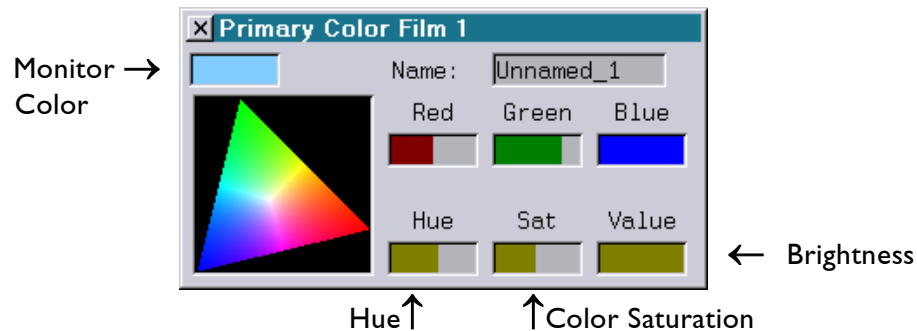 Primary Color Film 1
Monitor →
Color
Name: Unnamed_1
Red Green Blue
Hue Sat Value
← Brightness
Hue↑ ↑Color Saturation